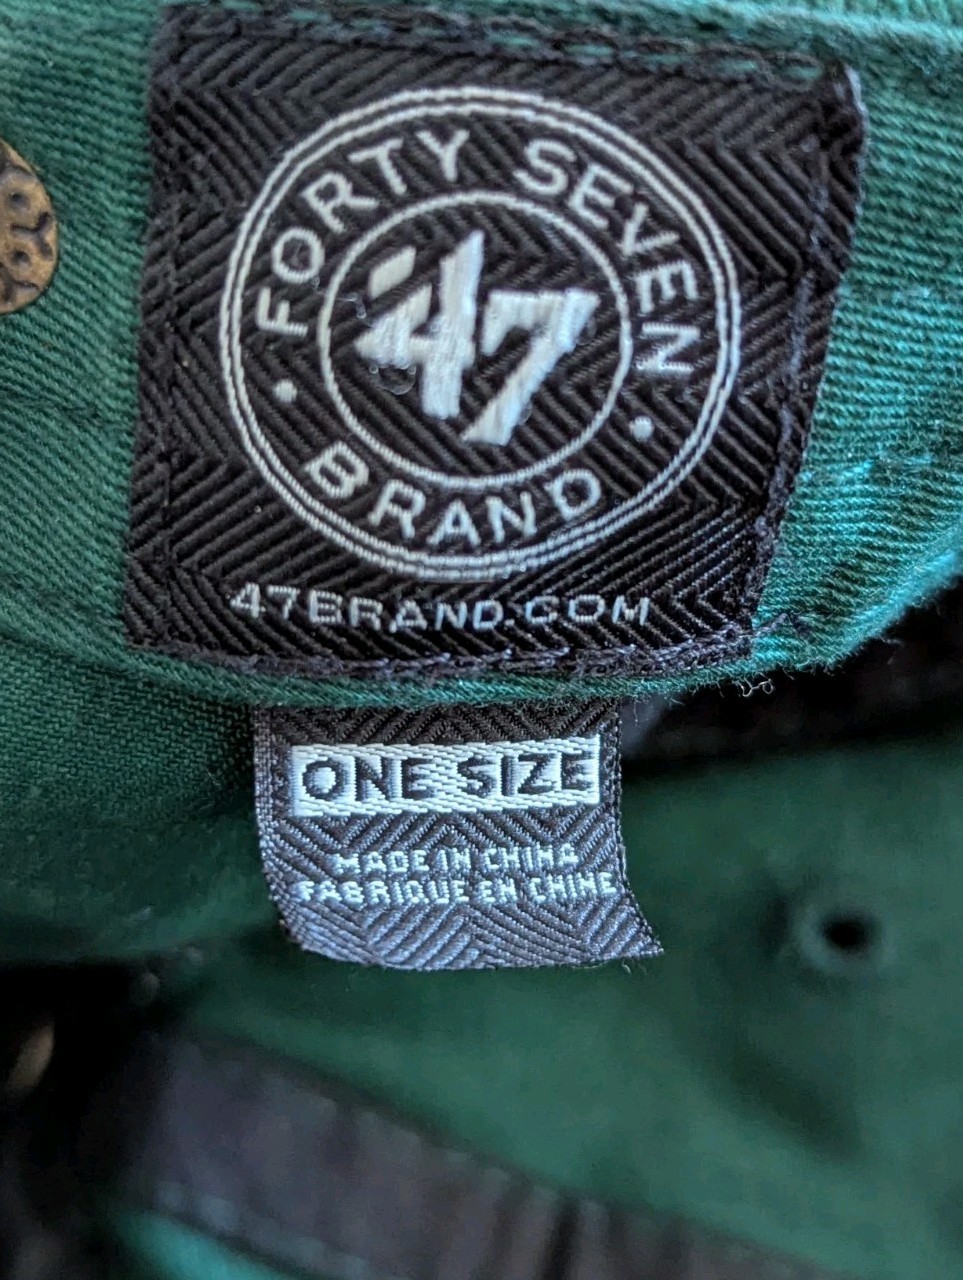 FORTY SEVEN
'47
BRAND
47BRAND.COM
ONE SIZE
MADE IN CHINA
FABRIQUE EN CHINE